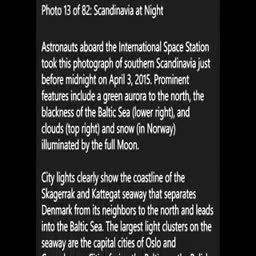 Photo 13 of 82: Scandinavia at Night
Astronauts aboard the International Space Station
took this photograph of southern Scandinavia just
before midnight on April 3, 2015. Prominent
features include a green aurora to the north, the
blackness of the Baltic Sea (lower right), and
clouds (top right) and snow (in Norway)
illuminated by the full Moon.
City lights clearly show the coastline of the
Skagerrak and Kattegat seaway that separates
Denmark from its neighbors to the north and leads
into the Baltic Sea. The largest light clusters on the
seaway are the capital cities of Oslo and